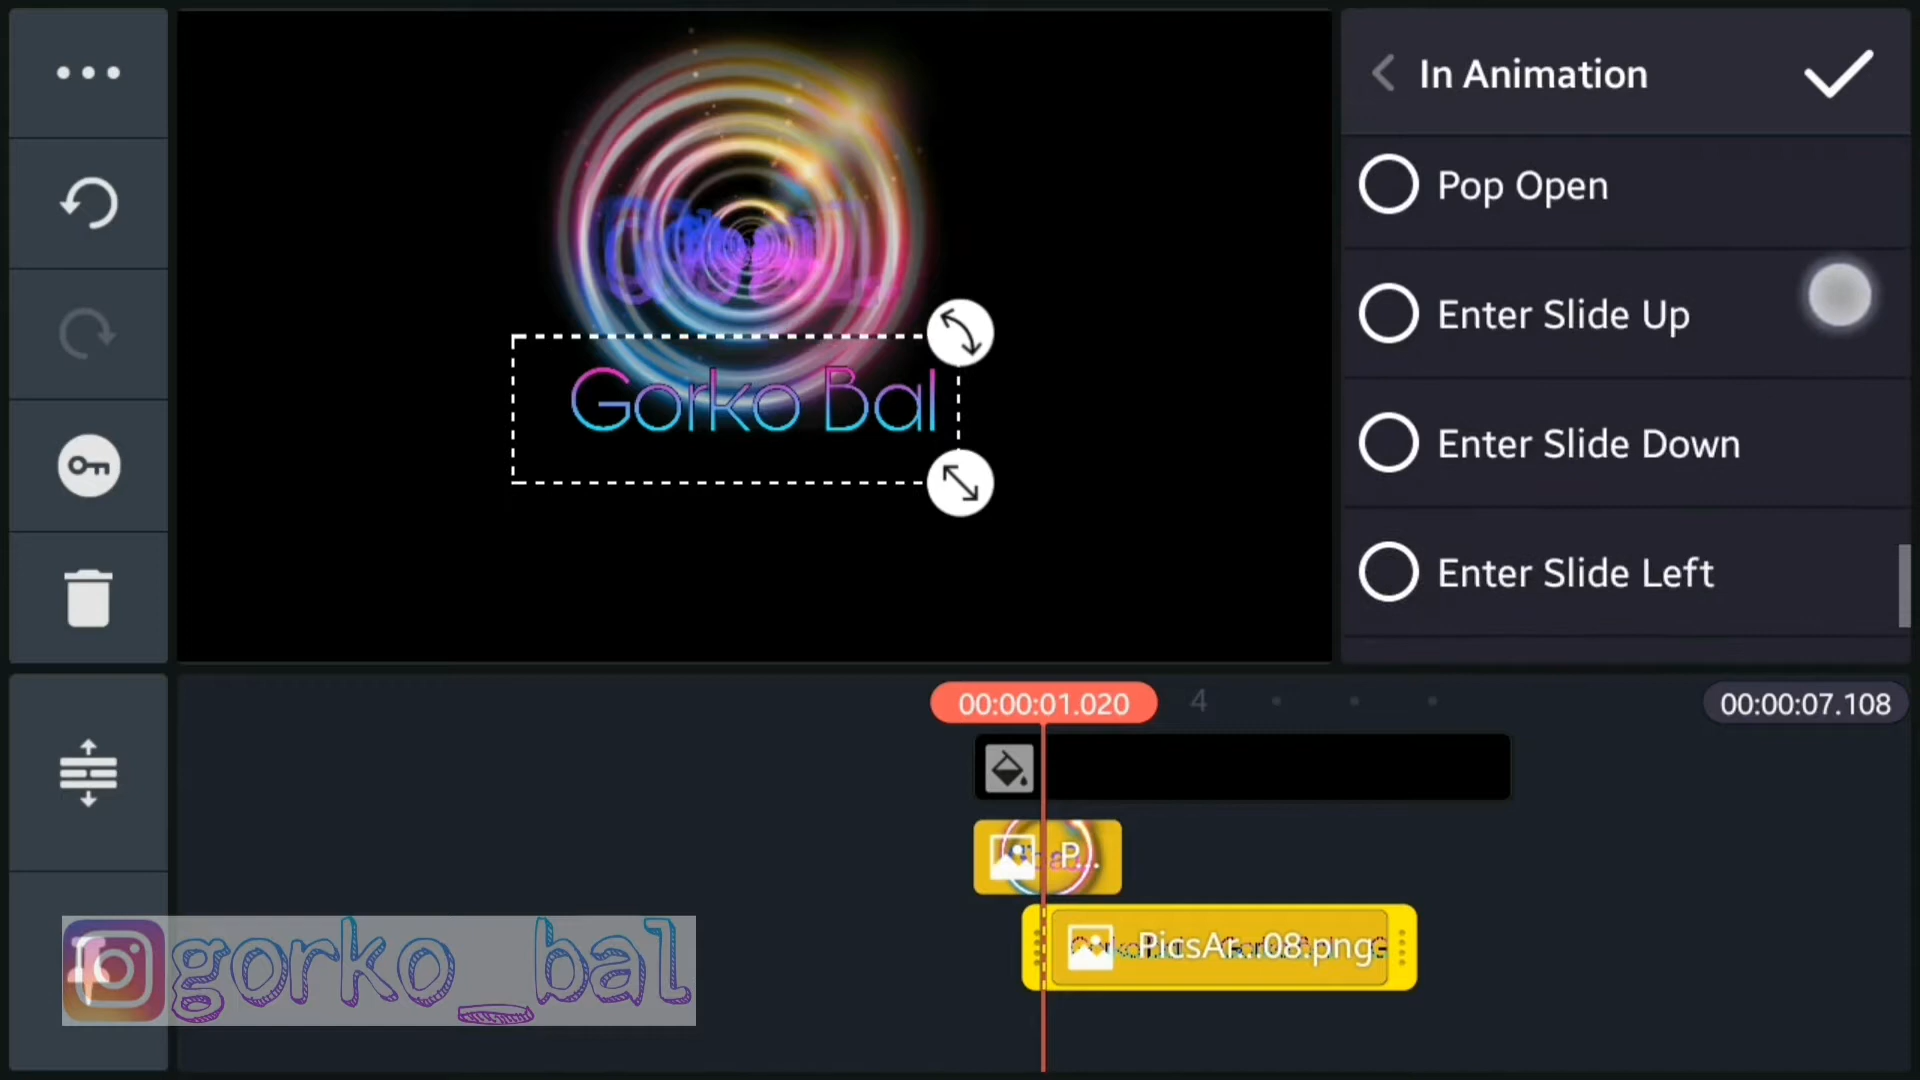 In Animation
Pop Open
Enter Slide Up
Enter Slide Down
Enter Slide Left
Gorko Bal
00:00:01.020
4
00:00:07.108
P...
PicsAr...08.png
gorko_bal